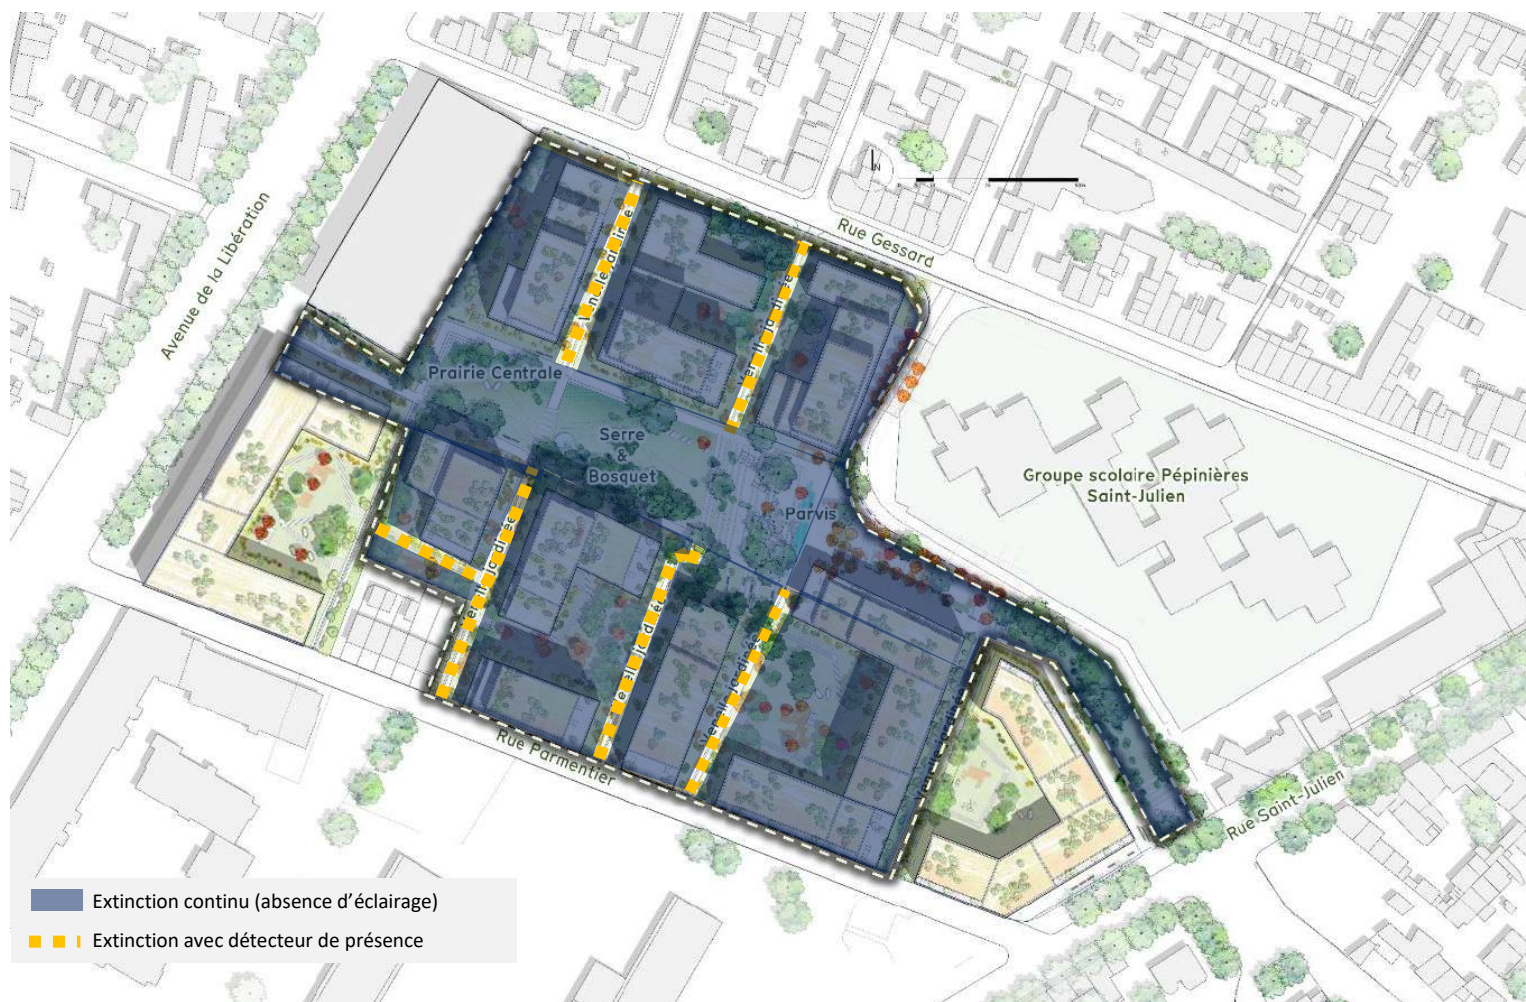 Avenue de la Libération
Rue Gessard
N
Prairie Centrale
Serre
&
Bosquet
Parvis
Groupe scolaire Pépinières
Saint-Julien
Rue Parmentier
Rue Saint-Julien
Extinction continu (absence d’éclairage)
Extinction avec détecteur de présence